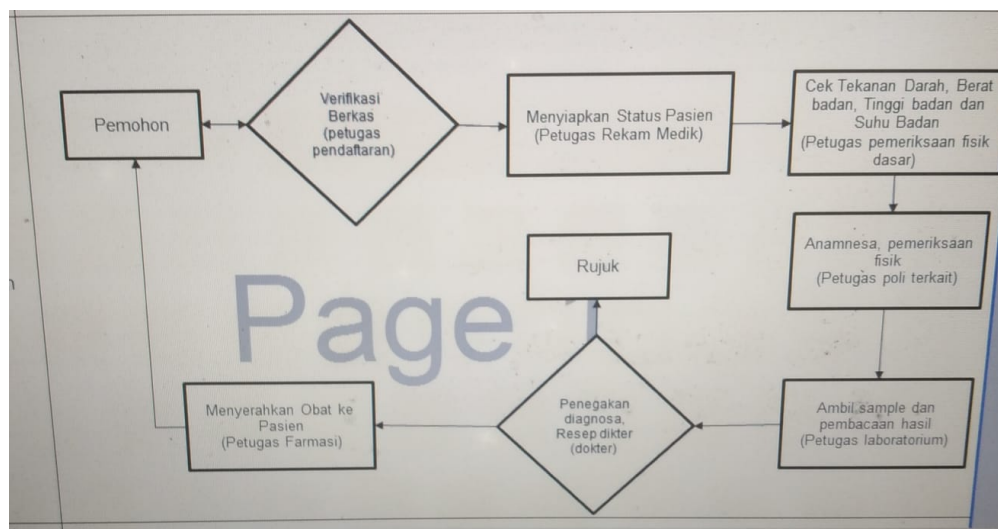 Pemohon
Verifikasi
Berkas
(petugas
pendaftaran)
Menyiapkan Status Pasien
(Petugas Rekam Medik)
Cek Tekanan Darah, Berat
badan, Tinggi badan dan
Suhu Badan
(Petugas pemeriksaan fisik
dasar)
Anamnesa, pemeriksaan
fisik
(Petugas poli terkait)
Rujuk
Page 1
Menyerahkan Obat ke
Pasien
(Petugas Farmasi)
Penegakan
diagnosa,
Resep dikter
(dokter)
Ambil sample dan
pembacaan hasil
(Petugas laboratorium)